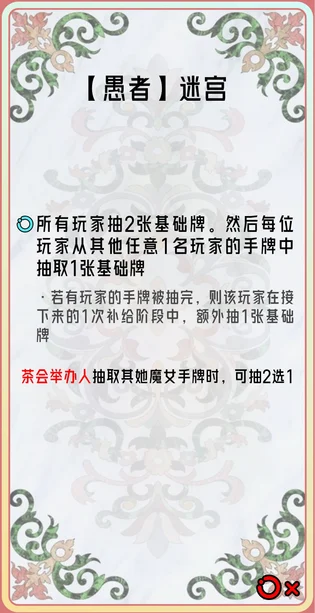 【愚者】迷宫
所有玩家抽2张基础牌。然后每位
玩家从其他任意1名玩家的手牌中
抽取1张基础牌
·若有玩家的手牌被抽完，则该玩家在接
下来的1次补给阶段中，额外抽1张基础
牌
茶会举办人抽取其她魔女手牌时，可抽2选1